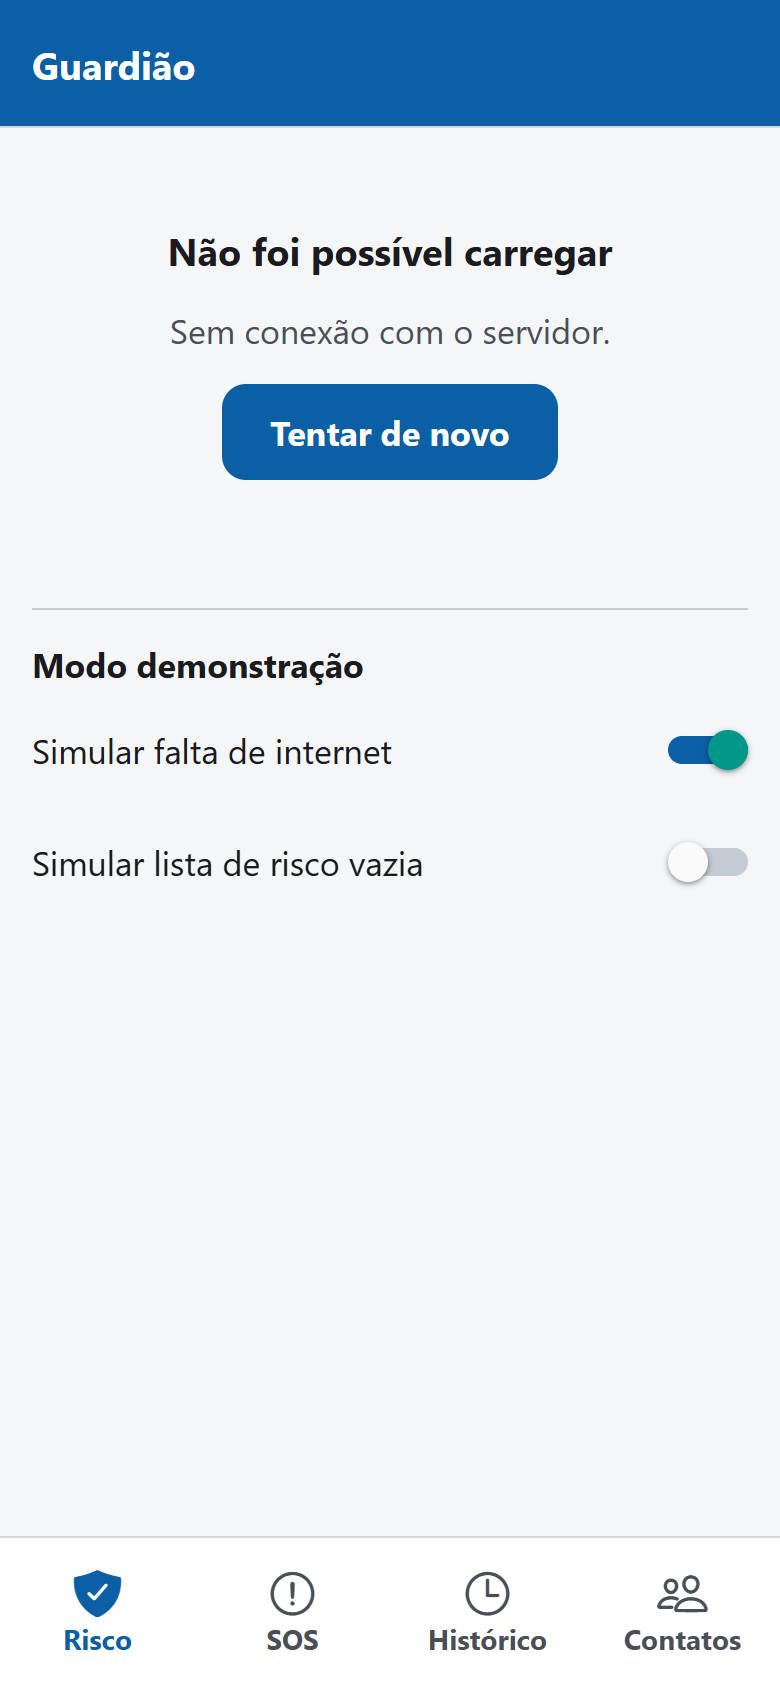 Guardião
Não foi possível carregar
Sem conexão com o servidor.
Tentar de novo
Modo demonstração
Simular falta de internet
Simular lista de risco vazia
Risco
SOS
Histórico
Contatos